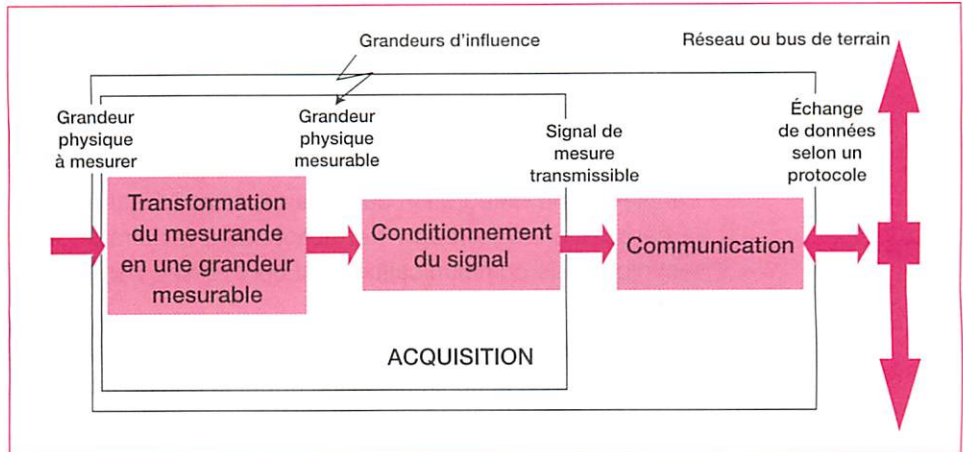 Grandeurs d'influence
Réseau ou bus de terrain
Grandeur
physique
à mesurer
Grandeur
physique
mesurable
Signal de
mesure
transmissible
Échange
de données
selon un
protocole
Transformation
du mesurande
en une grandeur
mesurable
Conditionnement
du signal
Communication
ACQUISITION